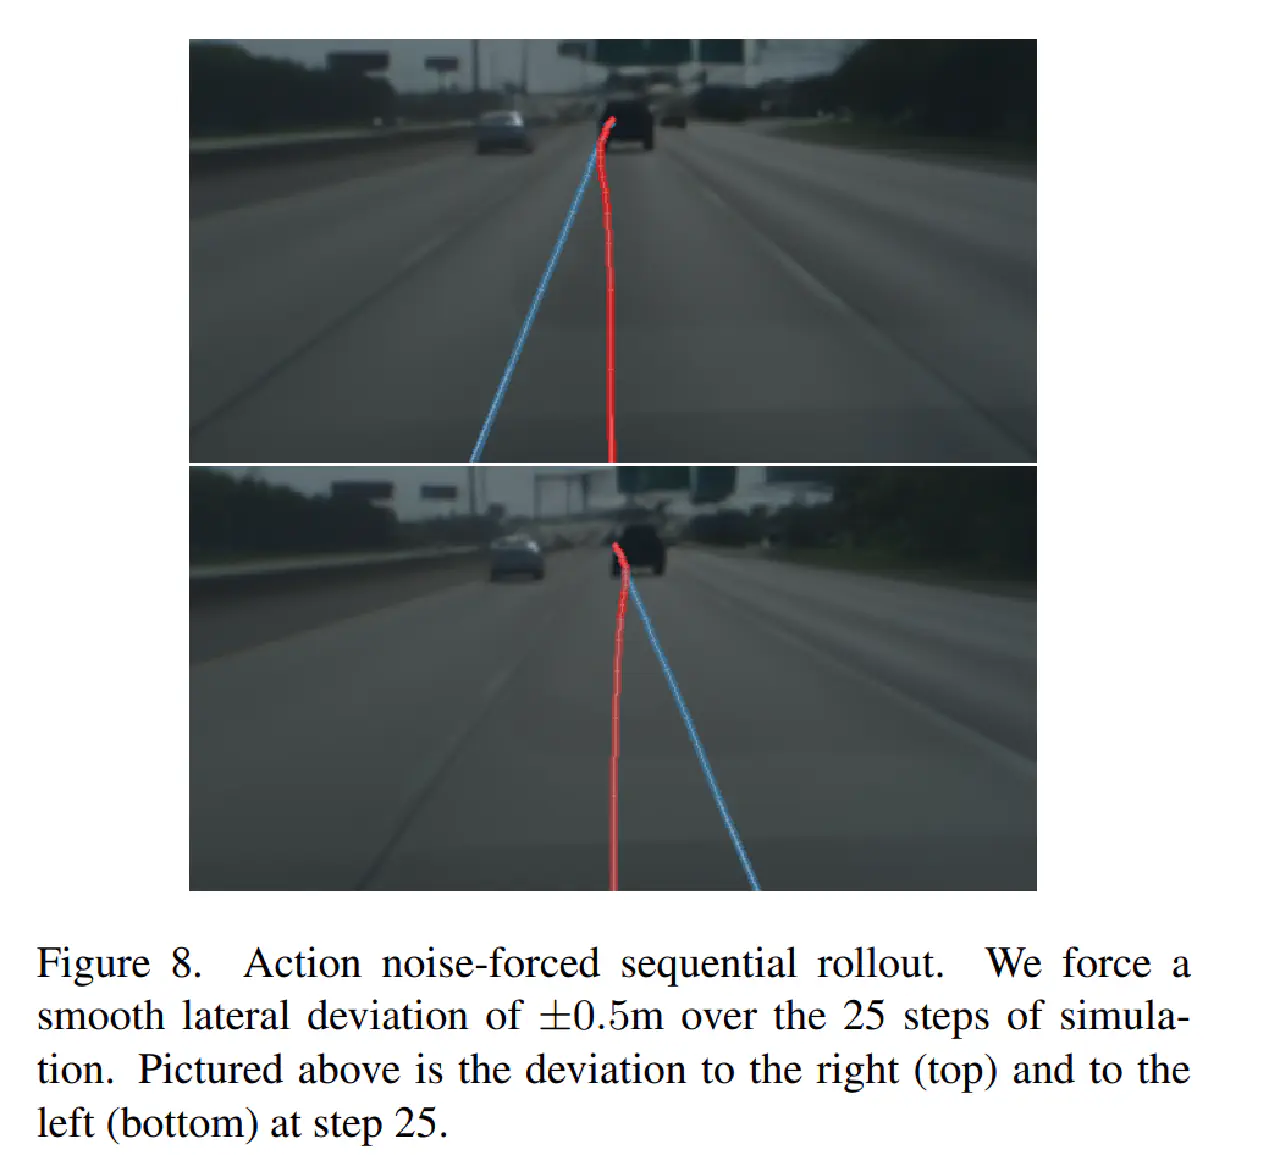 Figure 8. Action noise-forced sequential rollout. We force a
smooth lateral deviation of ±0.5m over the 25 steps of simula-
tion. Pictured above is the deviation to the right (top) and to the
left (bottom) at step 25.